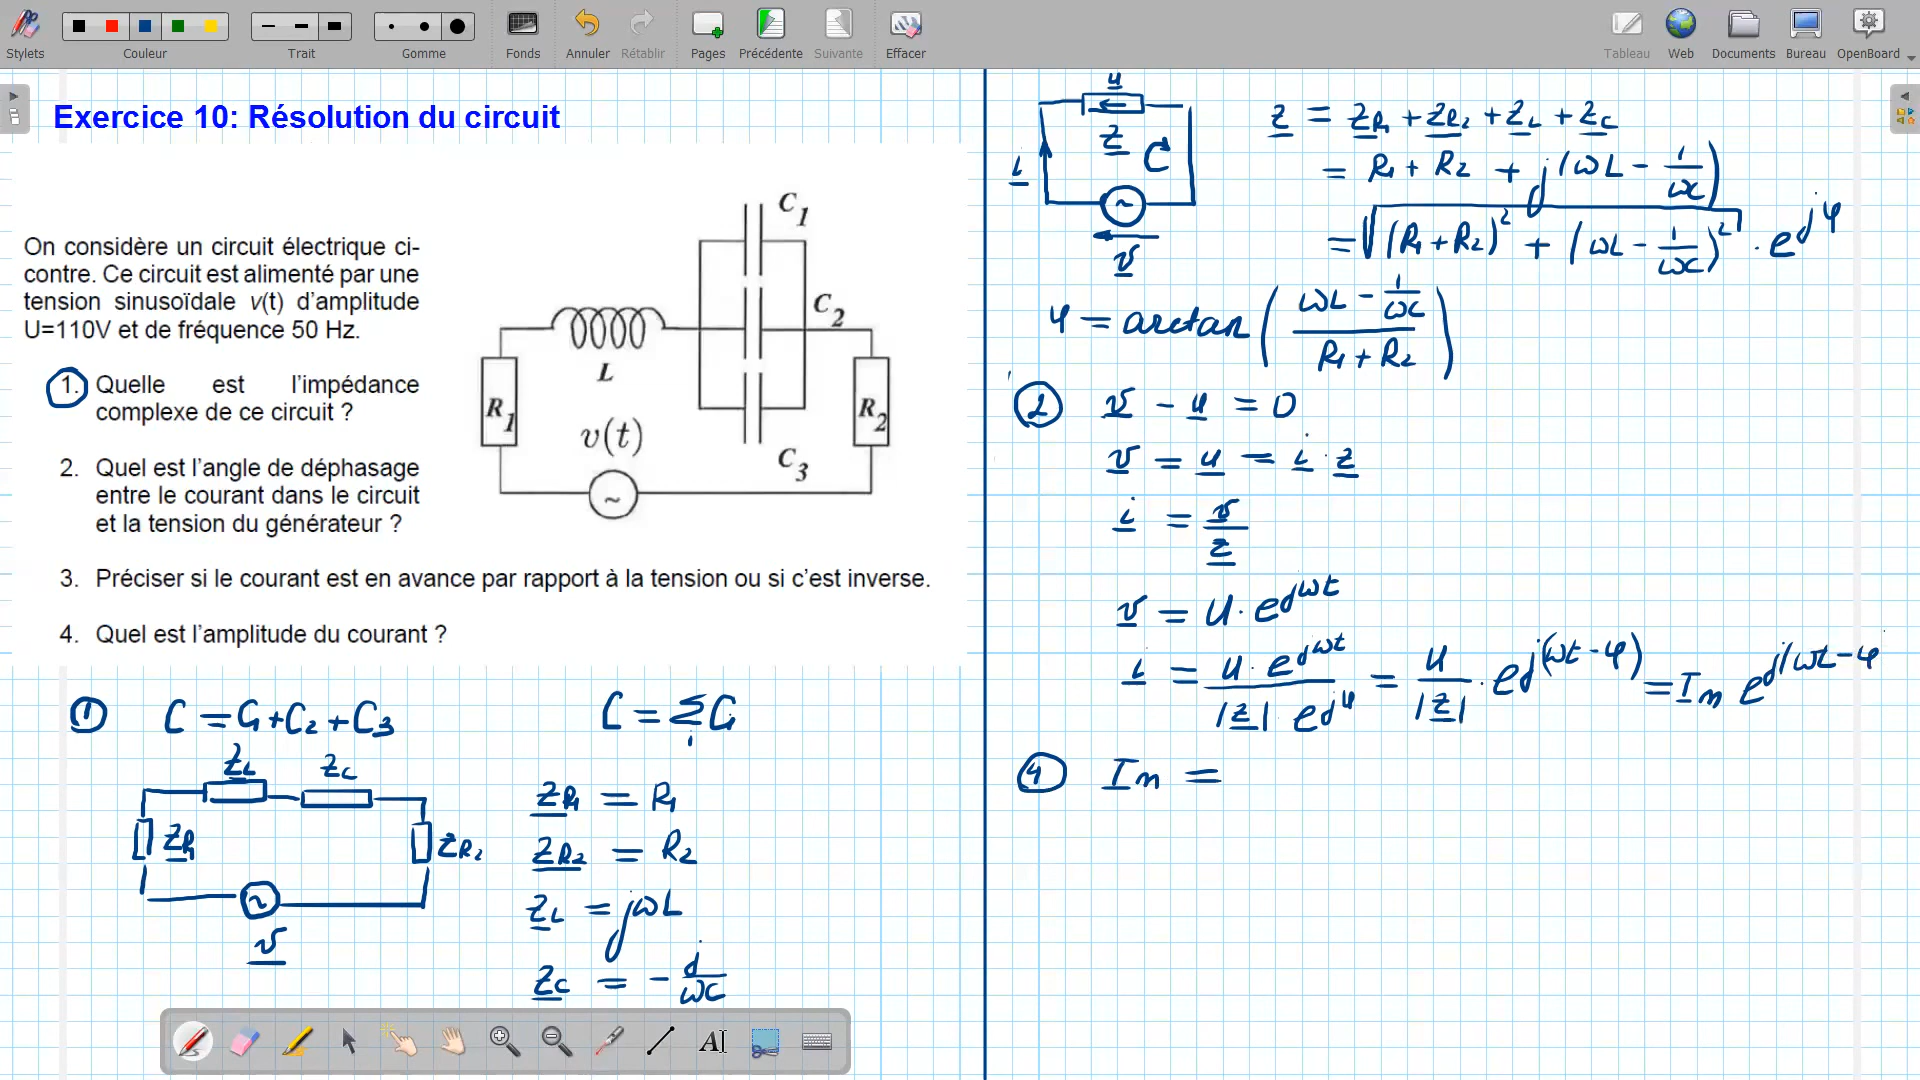 Stylets Couleur Trait Gomme Fonds Annuler Rétablir Pages Précédente Suivante Effacer Tableau Web Documents Bureau OpenBoard
Exercice 10: Résolution du circuit
On considère un circuit électrique ci-
contre. Ce circuit est alimenté par une
tension sinusoïdale v(t) d'amplitude
U=110V et de fréquence 50 Hz.
1. Quelle est l'impédance
complexe de ce circuit ?
2. Quel est l'angle de déphasage
entre le courant dans le circuit
et la tension du générateur ?
3. Préciser si le courant est en avance par rapport à la tension ou si c'est inverse.
4. Quel est l'amplitude du courant ?
C1
C2
L
R1
R2
v(t)
C3
~
① C = C1 + C2 + C3
C = Σi Ci
ZL ZC
ZR1 ZR2
~
v
ZR1 = R1
ZR2 = R2
ZL = jωL
ZC = - j/ωC
u
Z
i
~
v
Z = ZR1 + ZR2 + ZL + ZC
= R1 + R2 + j(ωL - 1/ωC)
= √((R1 + R2)² + (ωL - 1/ωC)²) . e^jφ
φ = arctan((ωL - 1/ωC)/(R1 + R2))
② v - u = 0
v = u = i . Z
i = v/Z
v = U . e^jωt
i = U . e^jωt / |Z| e^jφ = U/|Z| . e^j(ωt - φ) = Im e^j(ωt - φ
④ Im =
A